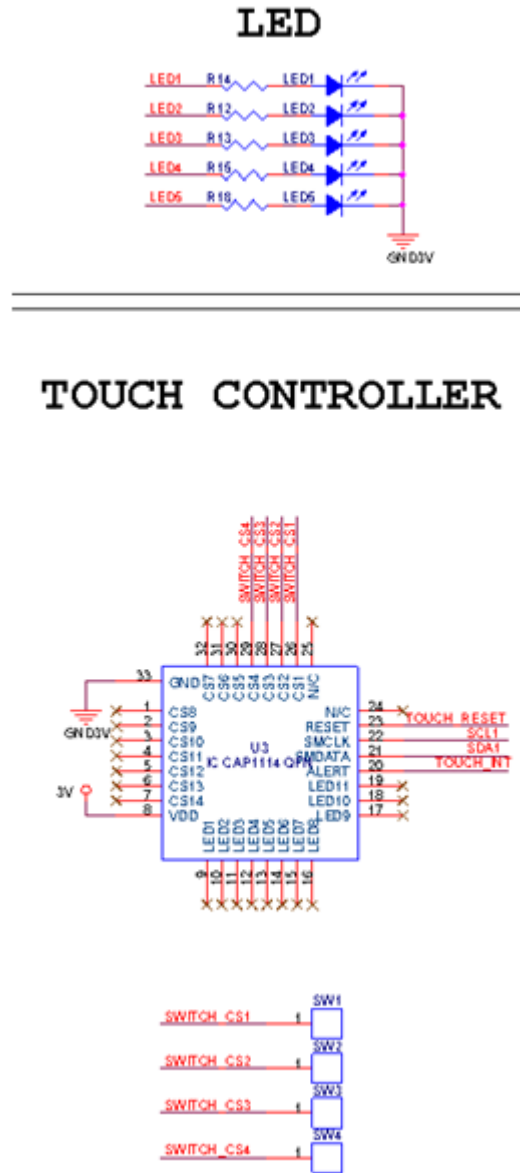 LED
LED1 R14 LED1
LED2 R12 LED2
LED3 R13 LED3
LED4 R15 LED4
LED5 R18 LED5
GND3V
TOUCH CONTROLLER
SWITCH_CS4
SWITCH_CS3
SWITCH_CS2
SWITCH_CS1
32 31 30 29 28 27 26 25
CS7 CS6 CS5 CS4 CS3 CS2 CS1 N/C
33 GND
GND3V
1 CS8
2 CS9
3 CS10
4 CS11
5 CS12
6 CS13
7 CS14
3V
8 VDD
U3
IC CAP1114 QFN
N/C 24
RESET 23 TOUCH_RESET
SMCLK 22 SCL1
SMDATA 21 SDA1
ALERT 20 TOUCH_INT
LED11 19
LED10 18
LED9 17
LED1 LED2 LED3 LED4 LED5 LED6 LED7 LED8
9 10 11 12 13 14 15 16
SW1
SWITCH_CS1 1
SW2
SWITCH_CS2 1
SW3
SWITCH_CS3 1
SW4
SWITCH_CS4 1